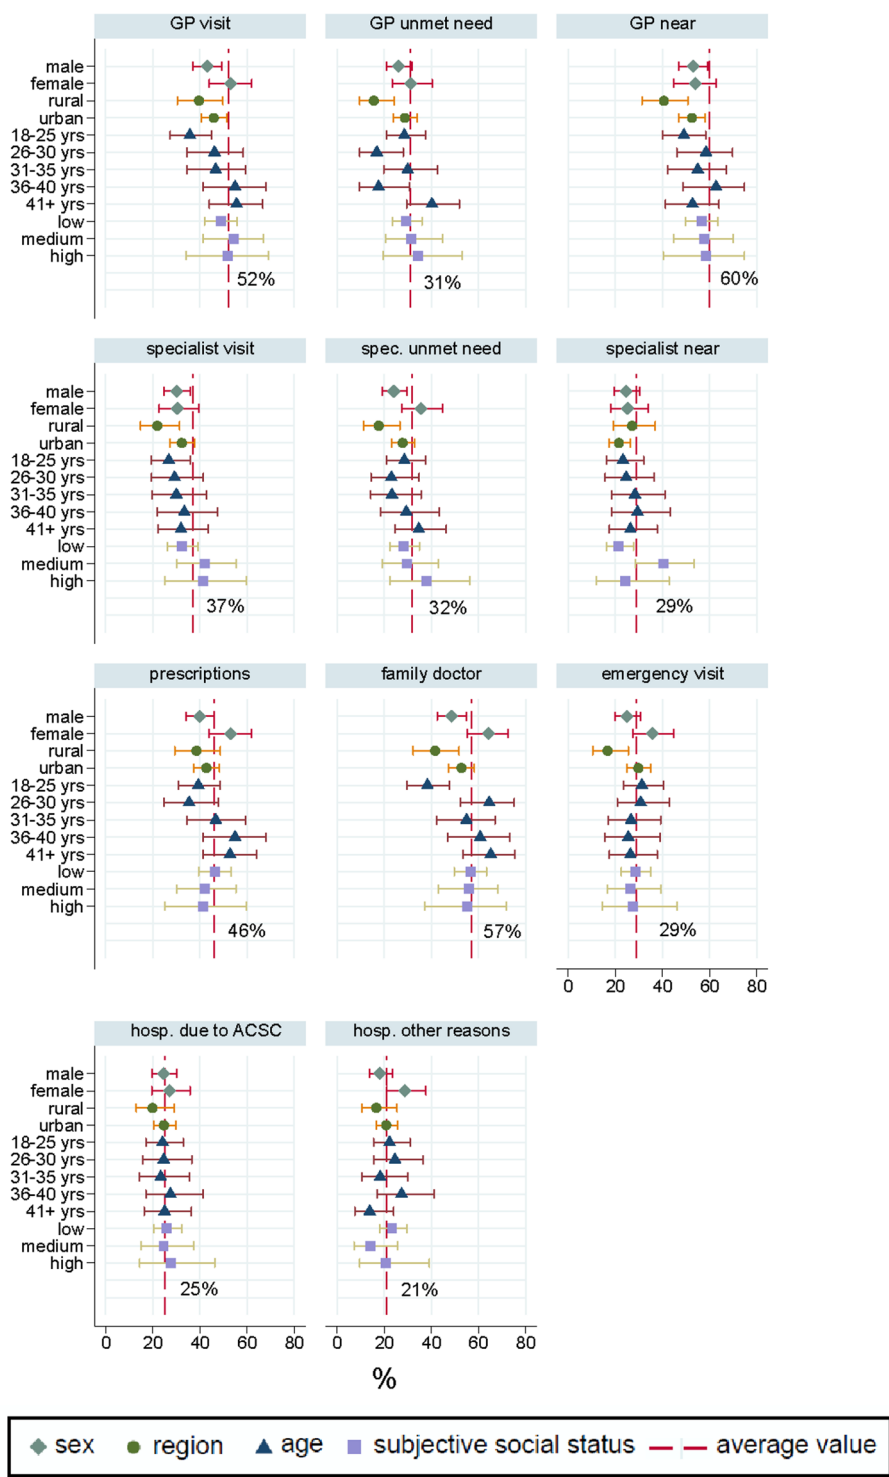 GP visit GP unmet need GP near
male
female
rural
urban
18-25 yrs
26-30 yrs
31-35 yrs
36-40 yrs
41+ yrs
low
medium
high
52% 31% 60%
specialist visit spec. unmet need specialist near
male
female
rural
urban
18-25 yrs
26-30 yrs
31-35 yrs
36-40 yrs
41+ yrs
low
medium
high
37% 32% 29%
prescriptions family doctor emergency visit
male
female
rural
urban
18-25 yrs
26-30 yrs
31-35 yrs
36-40 yrs
41+ yrs
low
medium
high
46% 57% 29%
0 20 40 60 80
hosp. due to ACSC hosp. other reasons
male
female
rural
urban
18-25 yrs
26-30 yrs
31-35 yrs
36-40 yrs
41+ yrs
low
medium
high
25% 21%
0 20 40 60 80 0 20 40 60 80
%
sex region age subjective social status average value